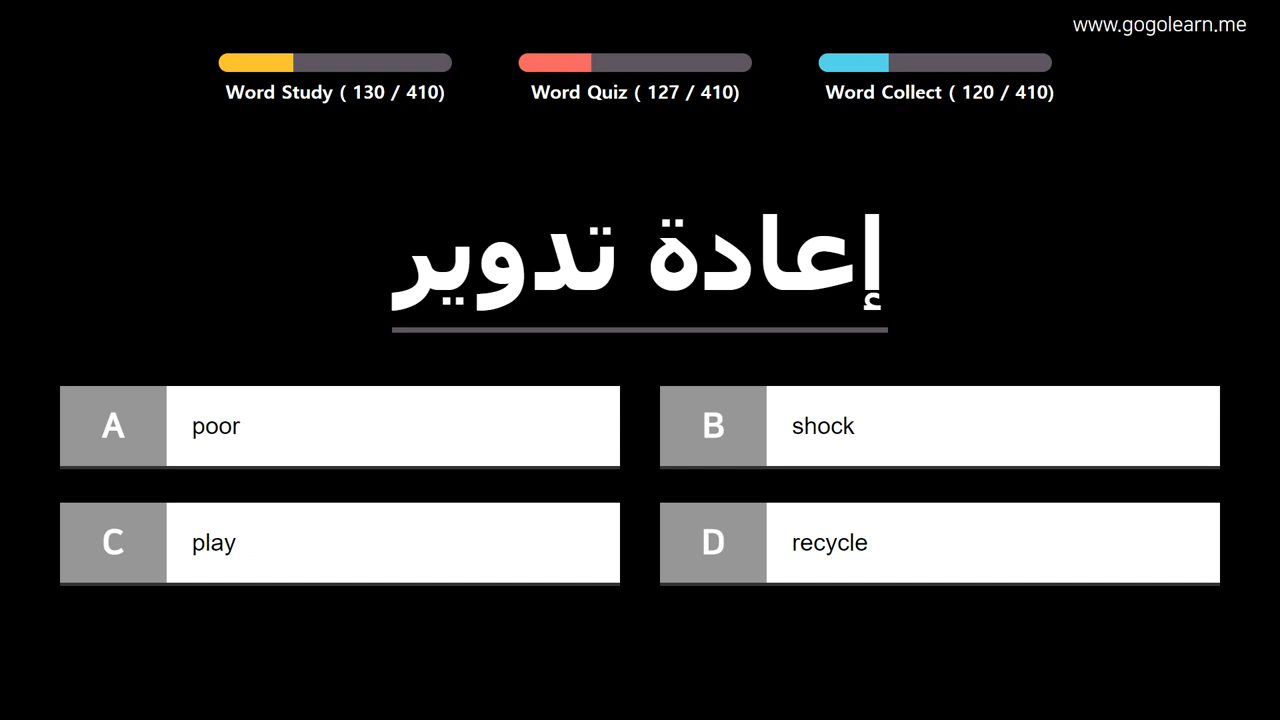 www.gogolearn.me
Word Study ( 130 / 410)
Word Quiz ( 127 / 410)
Word Collect ( 120 / 410)
إعادة تدوير
A poor
B shock
C play
D recycle